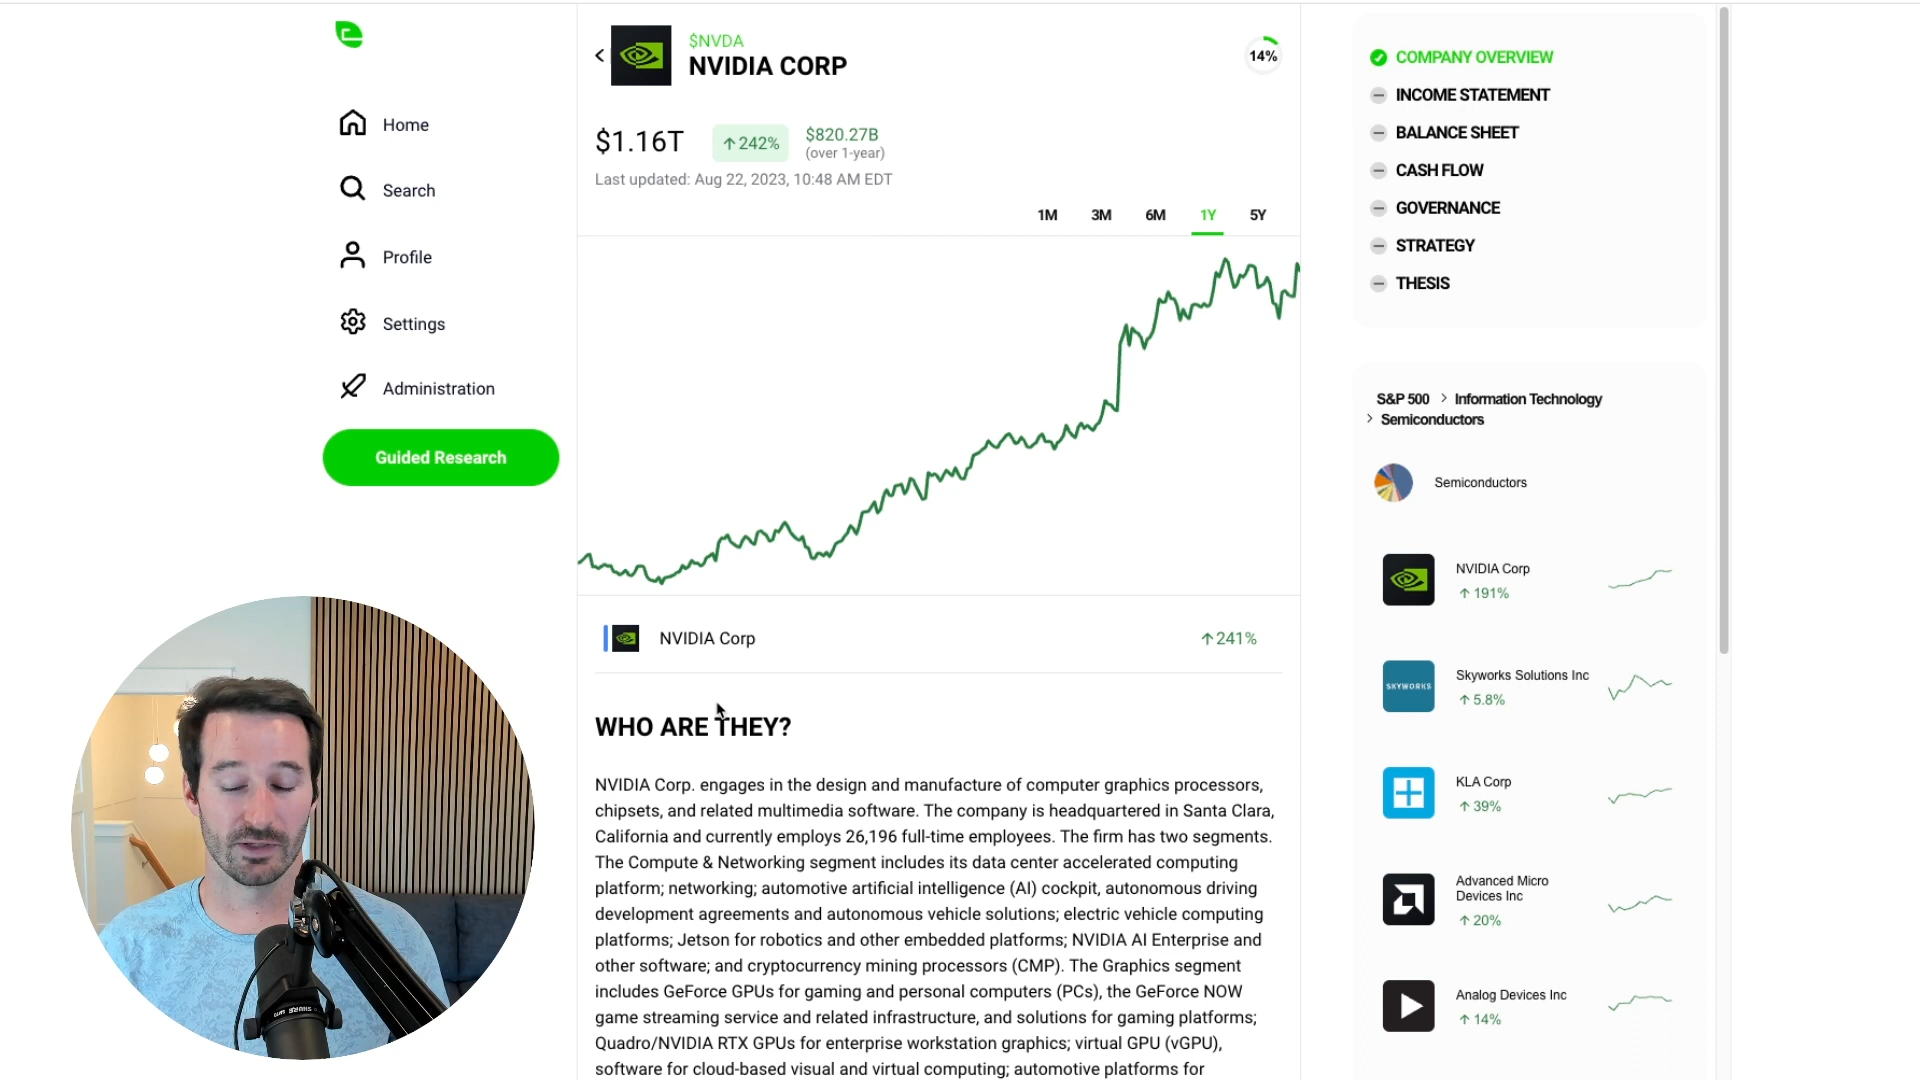 Home
Search
Profile
Settings
Administration
Guided Research
$NVDA
NVIDIA CORP
14%
$1.16T
↑242%
$820.27B
(over 1-year)
Last updated: Aug 22, 2023, 10:48 AM EDT
1M 3M 6M 1Y 5Y
NVIDIA Corp
↑241%
WHO ARE THEY?
NVIDIA Corp. engages in the design and manufacture of computer graphics processors,
chipsets, and related multimedia software. The company is headquartered in Santa Clara,
California and currently employs 26,196 full-time employees. The firm has two segments.
The Compute & Networking segment includes its data center accelerated computing
platform; networking; automotive artificial intelligence (AI) cockpit, autonomous driving
development agreements and autonomous vehicle solutions; electric vehicle computing
platforms; Jetson for robotics and other embedded platforms; NVIDIA AI Enterprise and
other software; and cryptocurrency mining processors (CMP). The Graphics segment
includes GeForce GPUs for gaming and personal computers (PCs), the GeForce NOW
game streaming service and related infrastructure, and solutions for gaming platforms;
Quadro/NVIDIA RTX GPUs for enterprise workstation graphics; virtual GPU (vGPU),
software for cloud-based visual and virtual computing; automotive platforms for
COMPANY OVERVIEW
INCOME STATEMENT
BALANCE SHEET
CASH FLOW
GOVERNANCE
STRATEGY
THESIS
S&P 500 > Information Technology
> Semiconductors
Semiconductors
NVIDIA Corp
↑ 191%
SKYWORKS
Skyworks Solutions Inc
↑ 5.8%
KLA Corp
↑ 39%
Advanced Micro
Devices Inc
↑ 20%
Analog Devices Inc
↑ 14%
SHURE